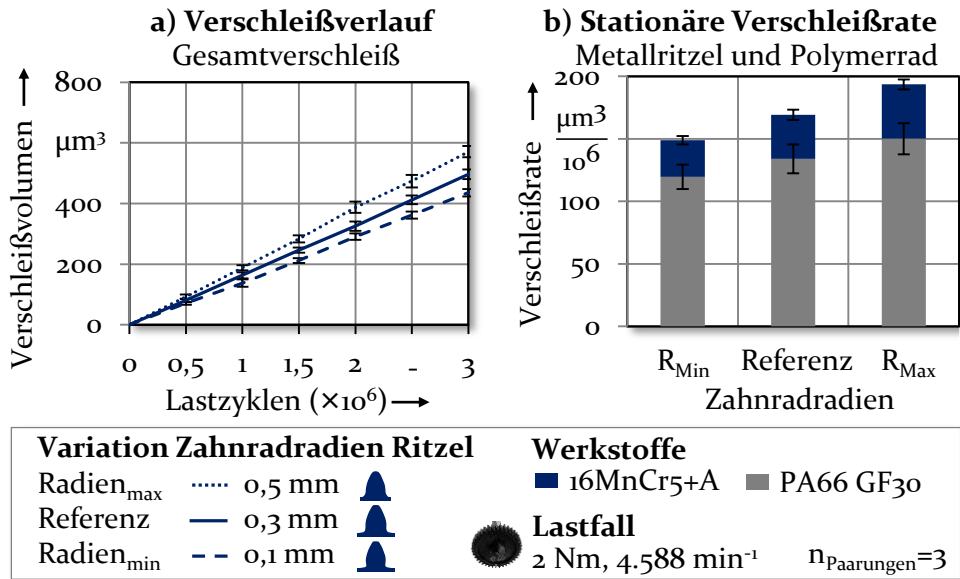 a) Verschleißverlauf
Gesamtverschleiß
Verschleißvolumen
800
µm³
400
200
0
0 0,5 1 1,5 2 - 3
Lastzyklen (×10⁶)
b) Stationäre Verschleißrate
Metallritzel und Polymerrad
Verschleißrate
200
µm³
10⁶
100
50
0
R_Min Referenz R_Max
Zahnradradien
Variation Zahnradradien Ritzel
Radien_max 0,5 mm
Referenz 0,3 mm
Radien_min 0,1 mm
Werkstoffe
16MnCr5+A PA66 GF30
Lastfall
2 Nm, 4.588 min⁻¹ n_Paarungen=3